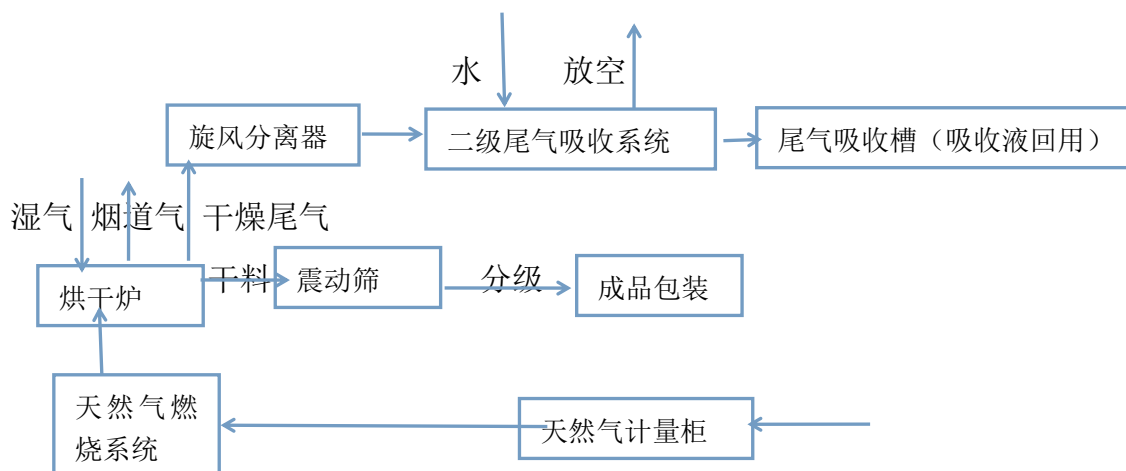 水
放空
旋风分离器
二级尾气吸收系统
尾气吸收槽（吸收液回用）
湿气
烟道气
干燥尾气
干料
震动筛
分级
成品包装
烘干炉
天然气燃
烧系统
天然气计量柜